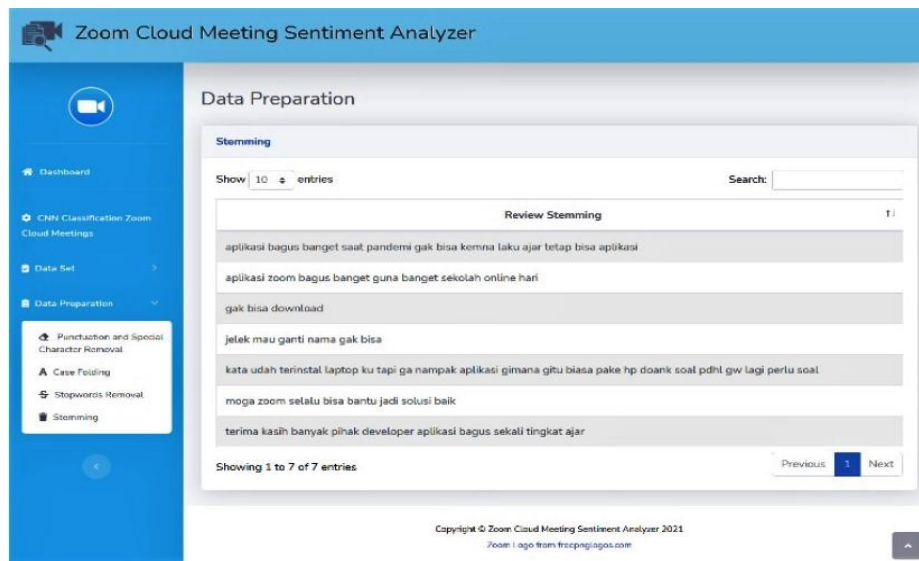 Zoom Cloud Meeting Sentiment Analyzer
Dashboard
CNN Classification Zoom
Cloud Meetings
Data Set
Data Preparation
Punctuation and Special
Character Removal
Case Folding
Stopwords Removal
Stemming
Data Preparation
Stemming
Show 10 entries
Search:
Review Stemming
aplikasi bagus banget saat pandemi gak bisa kemna laku ajar tetap bisa aplikasi
aplikasi zoom bagus banget guna banget sekolah online hari
gak bisa download
jelek mau ganti nama gak bisa
kata udah terinstal laptop ku tapi ga nampak aplikasi gimana gitu biasa pake hp doank soal pdhl gw lagi perlu soal
moga zoom selalu bisa bantu jadi solusi baik
terima kasih banyak pihak developer aplikasi bagus sekali tingkat ajar
Showing 1 to 7 of 7 entries
Previous 1 Next
Copyright © Zoom Cloud Meeting Sentiment Analyzer 2021
Zoom Logo from freepnglogos.com